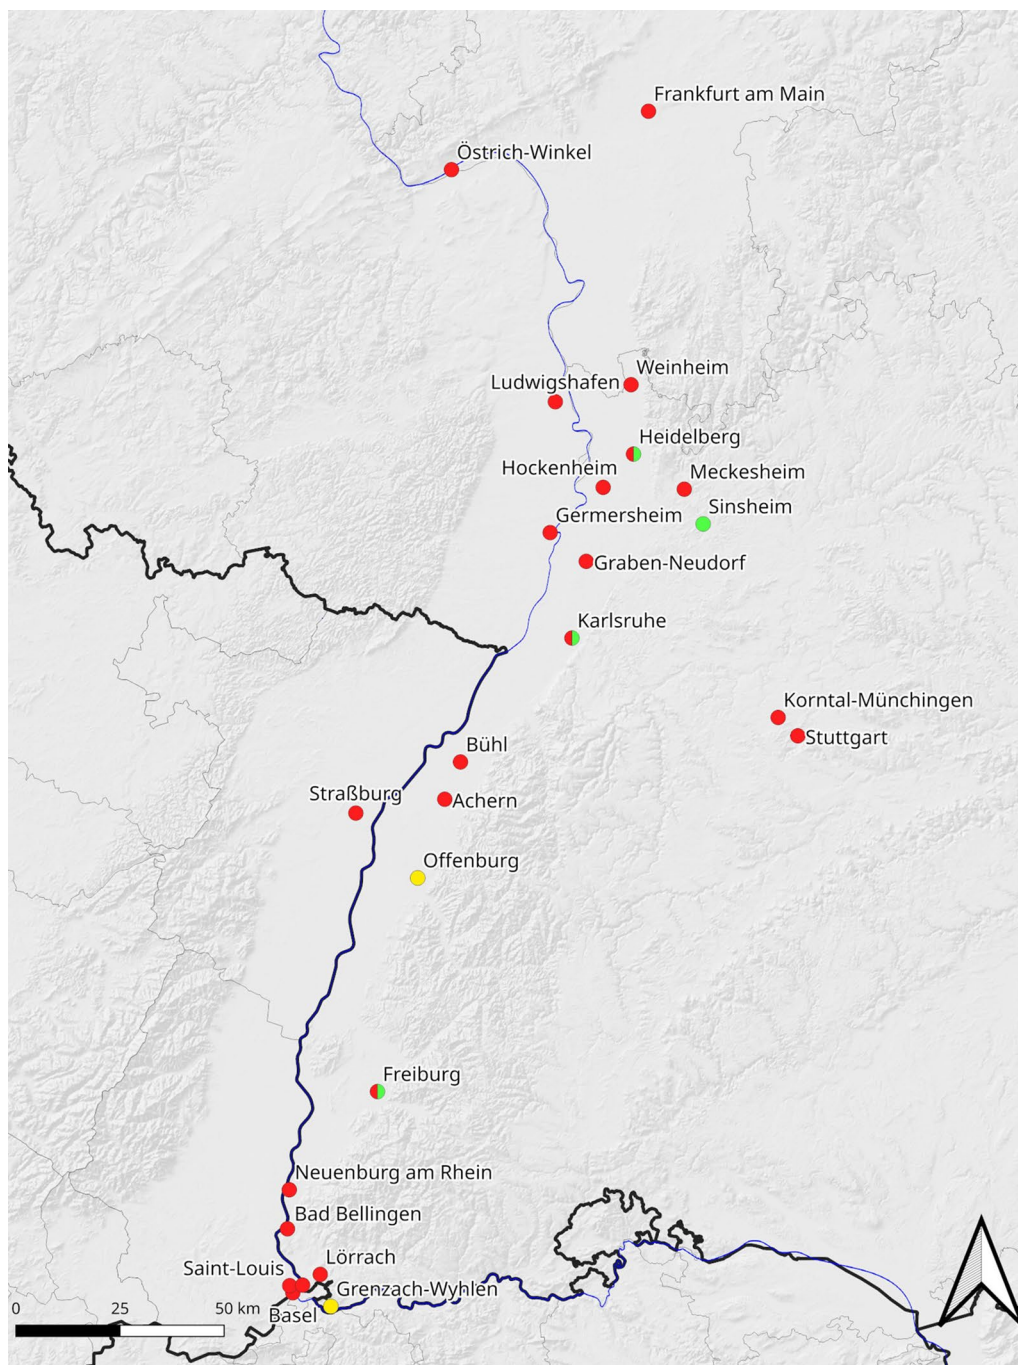 Frankfurt am Main
Östrich-Winkel
Weinheim
Ludwigshafen
Heidelberg
Hockenheim
Meckesheim
Sinsheim
Germersheim
Graben-Neudorf
Karlsruhe
Korntal-Münchingen
Stuttgart
Bühl
Straßburg
Achern
Offenburg
Freiburg
Neuenburg am Rhein
Bad Bellingen
Lörrach
Saint-Louis
Grenzach-Wyhlen
Basel
0 25 50 km